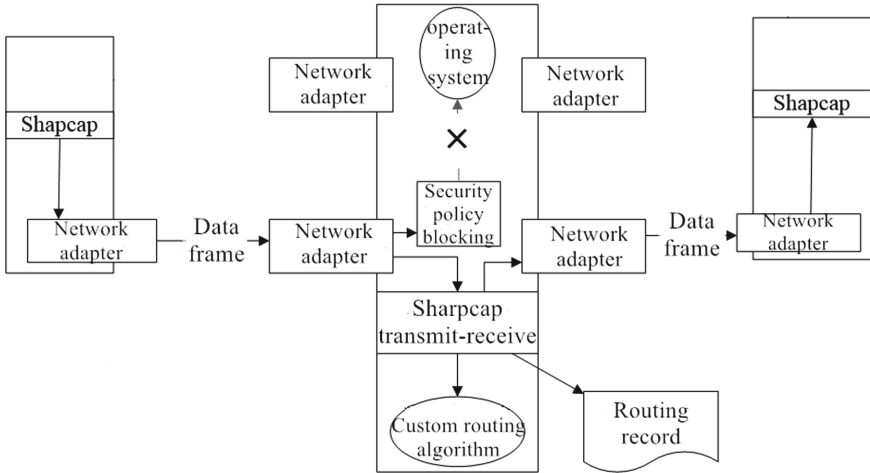 operat-
ing
system
Network
adapter
Network
adapter
Shapcap
Shapcap
Security
policy
blocking
Network
adapter
Data
frame
Network
adapter
Network
adapter
Data
frame
Network
adapter
Sharpcap
transmit-receive
Custom routing
algorithm
Routing
record